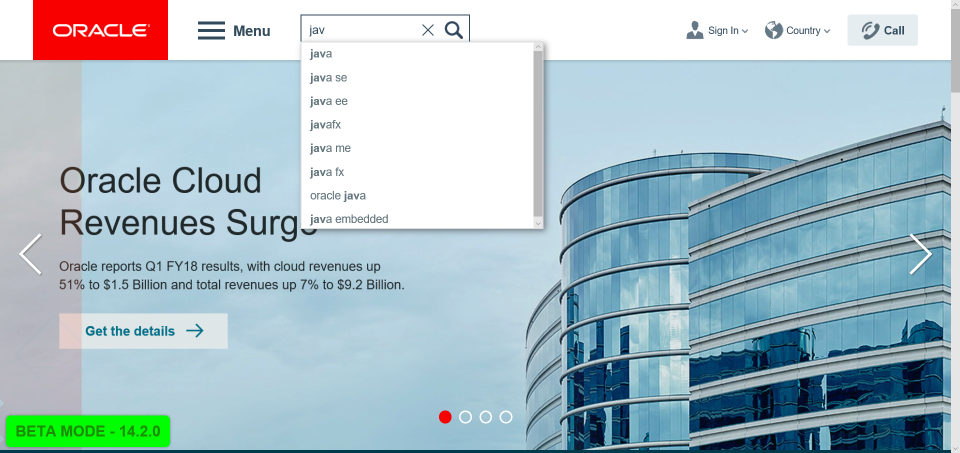 ORACLE
Menu
jav
Sign In
Country
Call
java
java se
java ee
javafx
java me
java fx
oracle java
java embedded
Oracle Cloud
Revenues Surge
Oracle reports Q1 FY18 results, with cloud revenues up
51% to $1.5 Billion and total revenues up 7% to $9.2 Billion.
Get the details
BETA MODE - 14.2.0